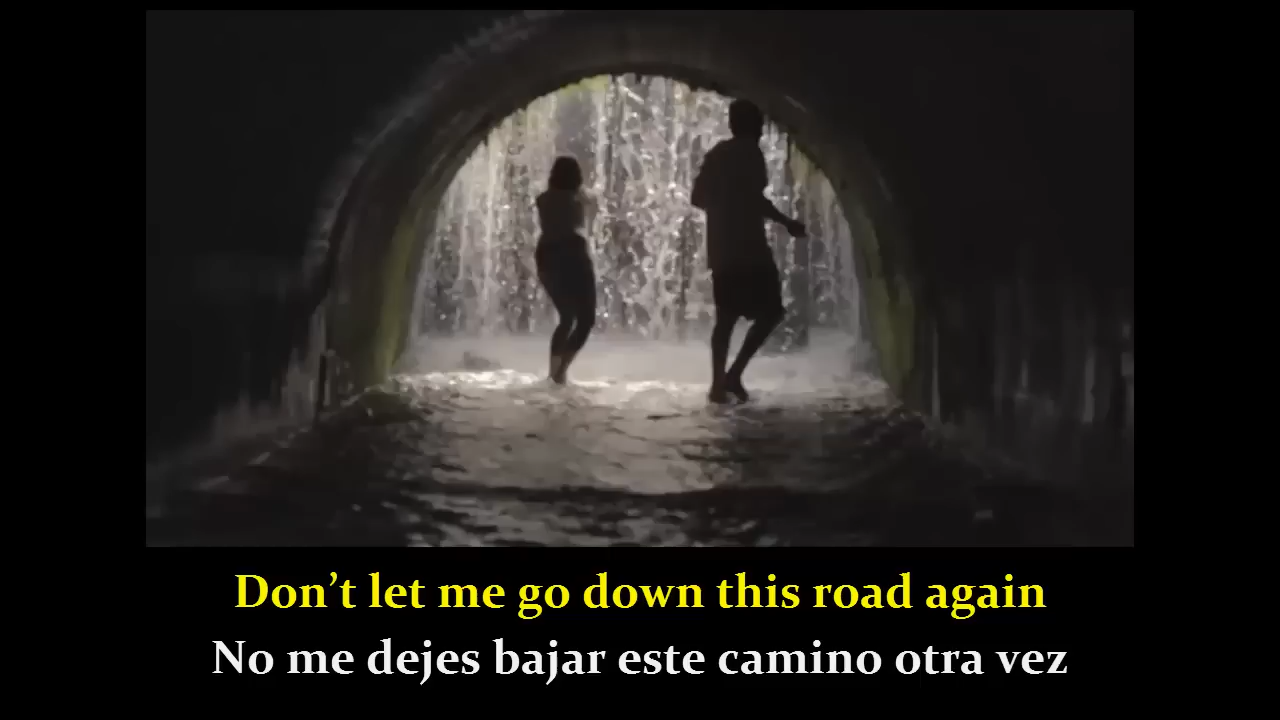 Don’t let me go down this road again
No me dejes bajar este camino otra vez